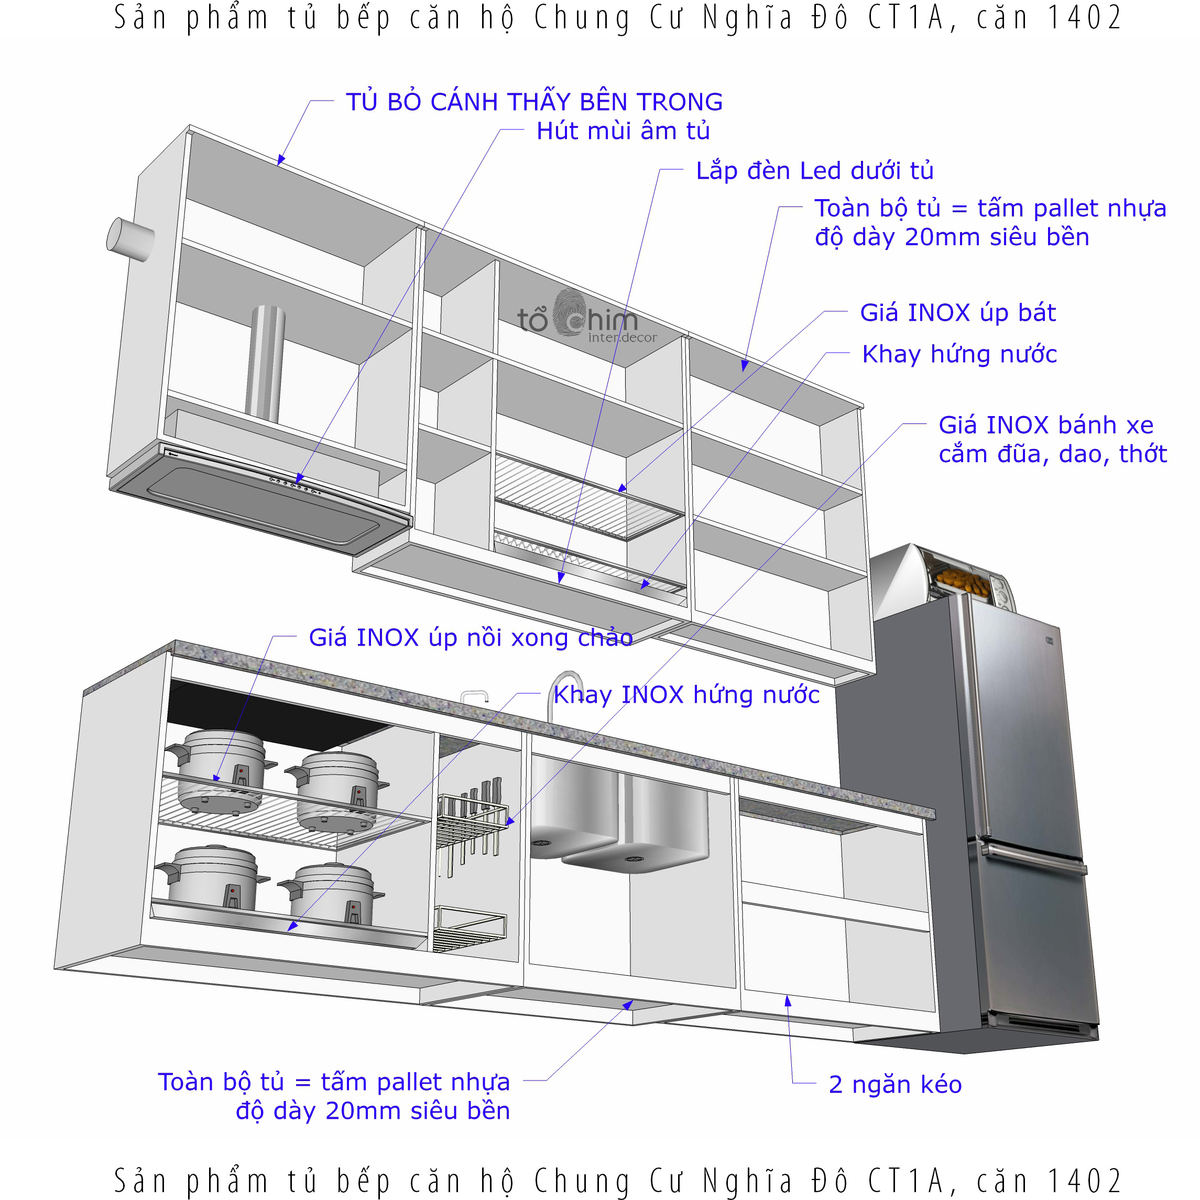 Sản phẩm tủ bếp căn hộ Chung Cư Nghĩa Đô CT1A, căn 1402
TỦ BỎ CÁNH THẤY BÊN TRONG
Hút mùi âm tủ
Lắp đèn Led dưới tủ
Toàn bộ tủ = tấm pallet nhựa
độ dày 20mm siêu bền
tổ chim
inter.decor
Giá INOX úp bát
Khay hứng nước
Giá INOX bánh xe
cắm đũa, dao, thớt
Giá INOX úp nồi xong chảo
Khay INOX hứng nước
Toàn bộ tủ = tấm pallet nhựa
độ dày 20mm siêu bền
2 ngăn kéo
Sản phẩm tủ bếp căn hộ Chung Cư Nghĩa Đô CT1A, căn 1402